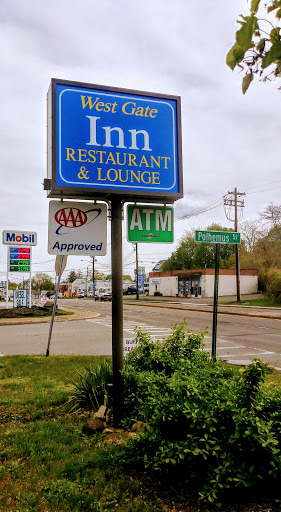 West Gate
Inn
RESTAURANT
& LOUNGE
AAA
Approved
ATM
Mobil
Polhemus St